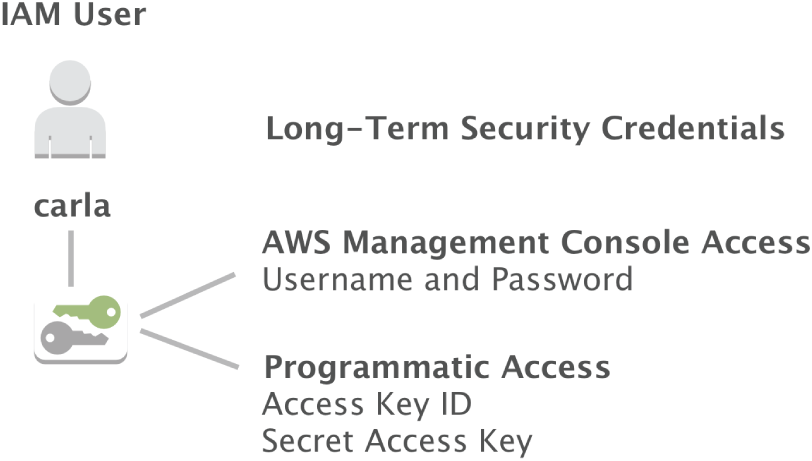 IAM User
Long-Term Security Credentials
carla
AWS Management Console Access
Username and Password
Programmatic Access
Access Key ID
Secret Access Key